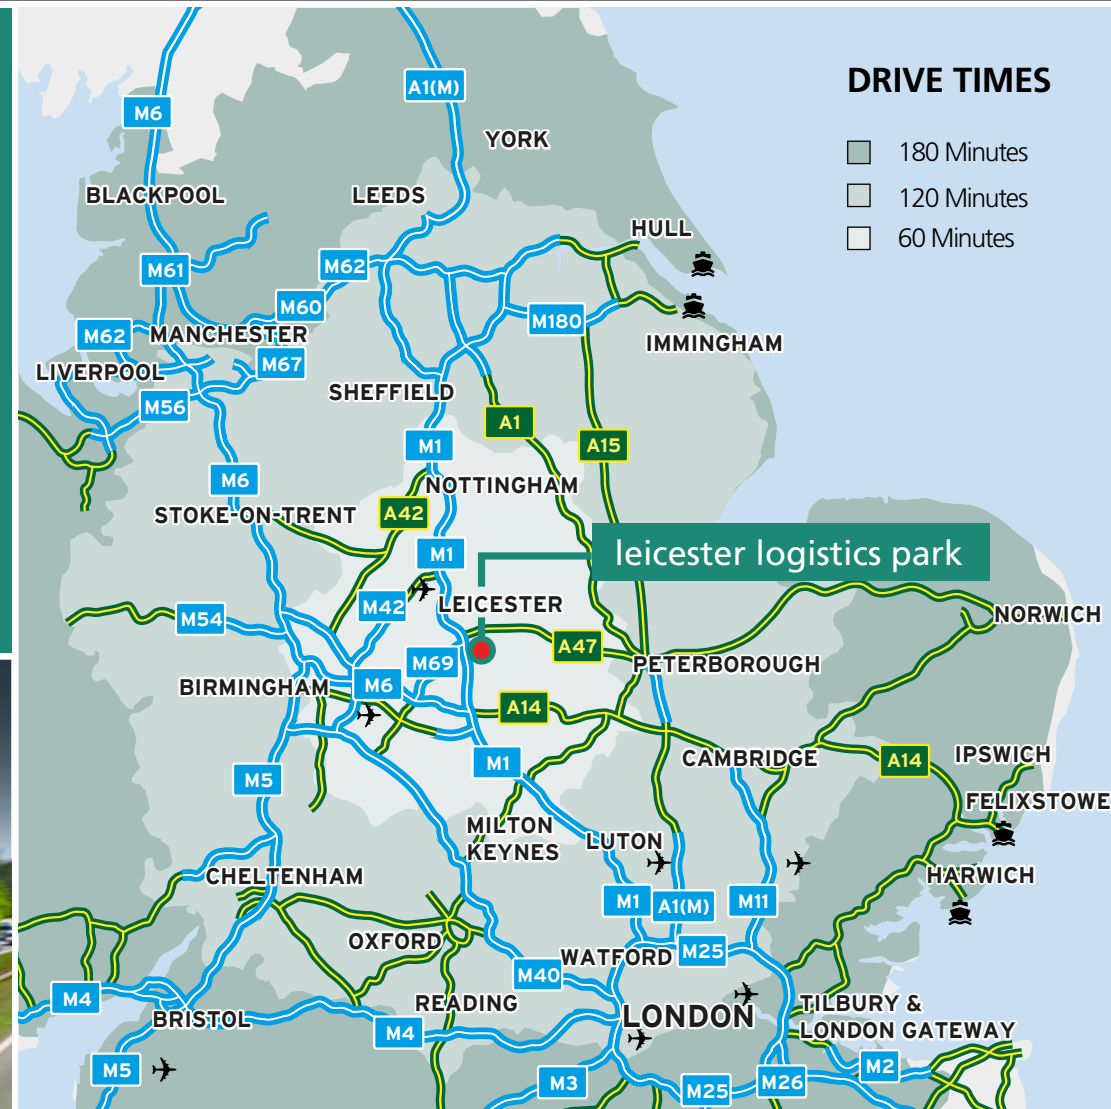 DRIVE TIMES
180 Minutes
120 Minutes
60 Minutes
A1(M)
M6
YORK
BLACKPOOL
LEEDS
HULL
M61
M62
M60
M180
M62
MANCHESTER
IMMINGHAM
M67
LIVERPOOL
SHEFFIELD
M56
A1
M1
A15
M6
NOTTINGHAM
STOKE-ON-TRENT
A42
M1
leicester logistics park
M42
LEICESTER
NORWICH
M54
A47
M69
PETERBOROUGH
BIRMINGHAM
M6
A14
M1
CAMBRIDGE
A14
IPSWICH
M5
FELIXSTOWE
MILTON
KEYNES
LUTON
CHELTENHAM
HARWICH
M1
A1(M)
M11
OXFORD
WATFORD
M25
M40
M4
READING
LONDON
TILBURY &
LONDON GATEWAY
BRISTOL
M4
M5
M3
M25
M26
M2